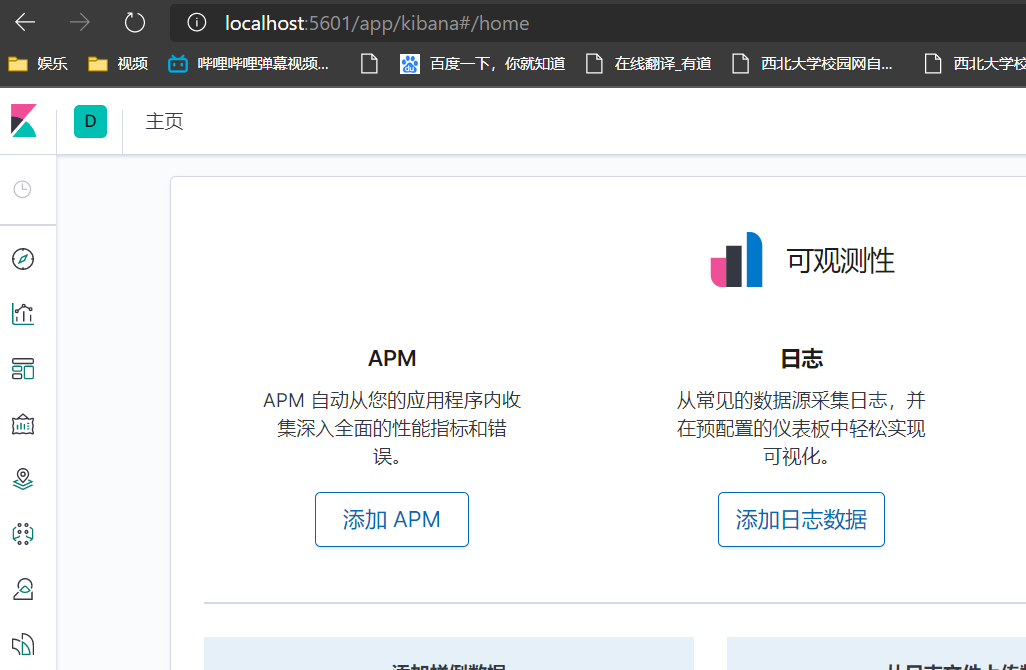 localhost:5601/app/kibana#/home
娱乐 视频 哔哩哔哩弹幕视频... 百度一下，你就知道 在线翻译_有道 西北大学校园网自... 西北大学校
D 主页
可观测性
APM
APM 自动从您的应用程序内收
集深入全面的性能指标和错
误。
添加 APM
日志
从常见的数据源采集日志，并
在预配置的仪表板中轻松实现
可视化。
添加日志数据
添加样例数据